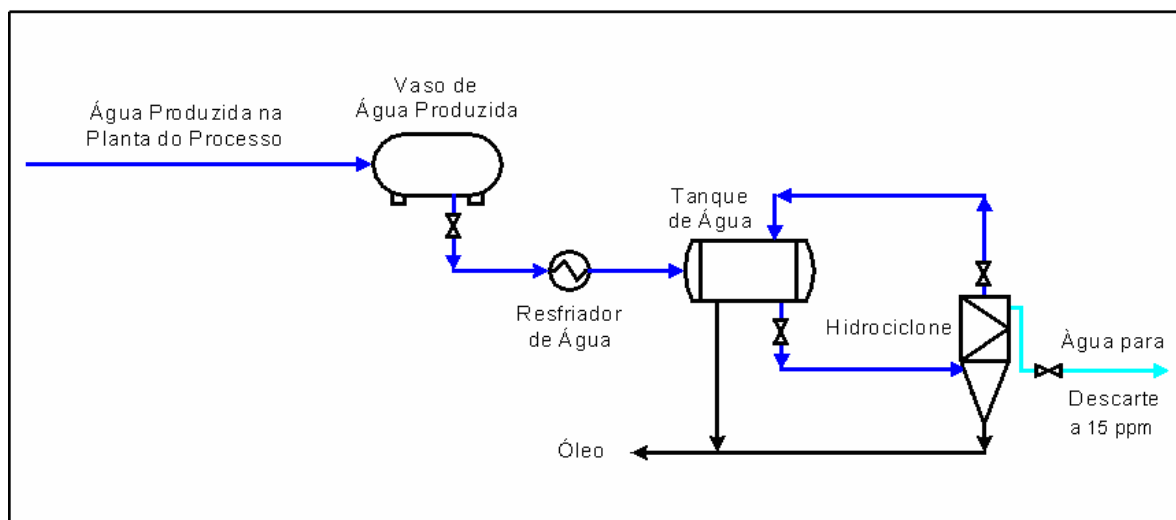 Vaso de
Água Produzida
Água Produzida na
Planta do Processo
Tanque
de Água
Resfriador
de Água
Hidrociclone
Àgua para
Descarte
a 15 ppm
Óleo